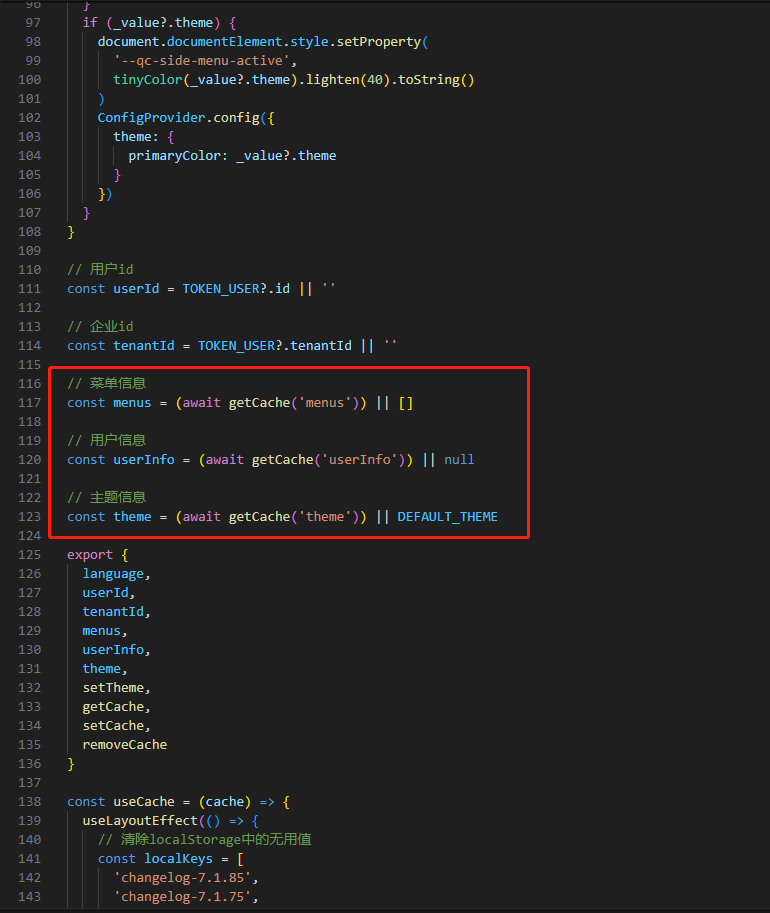 96 }
97 if (_value?.theme) {
98 document.documentElement.style.setProperty(
99 '--qc-side-menu-active',
100 tinyColor(_value?.theme).lighten(40).toString()
101 )
102 ConfigProvider.config({
103 theme: {
104 primaryColor: _value?.theme
105 }
106 })
107 }
108 }
109
110 // 用户id
111 const userId = TOKEN_USER?.id || ''
112
113 // 企业id
114 const tenantId = TOKEN_USER?.tenantId || ''
115
116 // 菜单信息
117 const menus = (await getCache('menus')) || []
118
119 // 用户信息
120 const userInfo = (await getCache('userInfo')) || null
121
122 // 主题信息
123 const theme = (await getCache('theme')) || DEFAULT_THEME
124
125 export {
126 language,
127 userId,
128 tenantId,
129 menus,
130 userInfo,
131 theme,
132 setTheme,
133 getCache,
134 setCache,
135 removeCache
136 }
137
138 const useCache = (cache) => {
139 useLayoutEffect(() => {
140 // 清除localStorage中的无用值
141 const localKeys = [
142 'changelog-7.1.85',
143 'changelog-7.1.75',